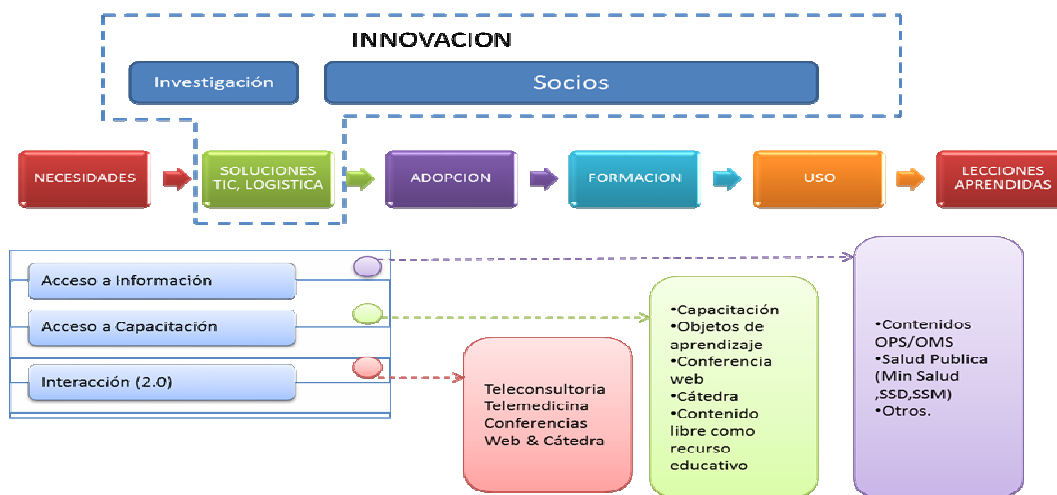 INNOVACION
Investigación
Socios
NECESIDADES
SOLUCIONES
TIC, LOGISTICA
ADOPCION
FORMACION
USO
LECCIONES
APRENDIDAS
Acceso a Información
Acceso a Capacitación
Interacción (2.0)
Teleconsultoria
Telemedicina
Conferencias
Web & Cátedra
•Capacitación
•Objetos de
aprendizaje
•Conferencia
web
•Cátedra
•Contenido
libre como
recurso
educativo
•Contenidos
OPS/OMS
•Salud Publica
(Min Salud
,SSD,SSM)
•Otros.